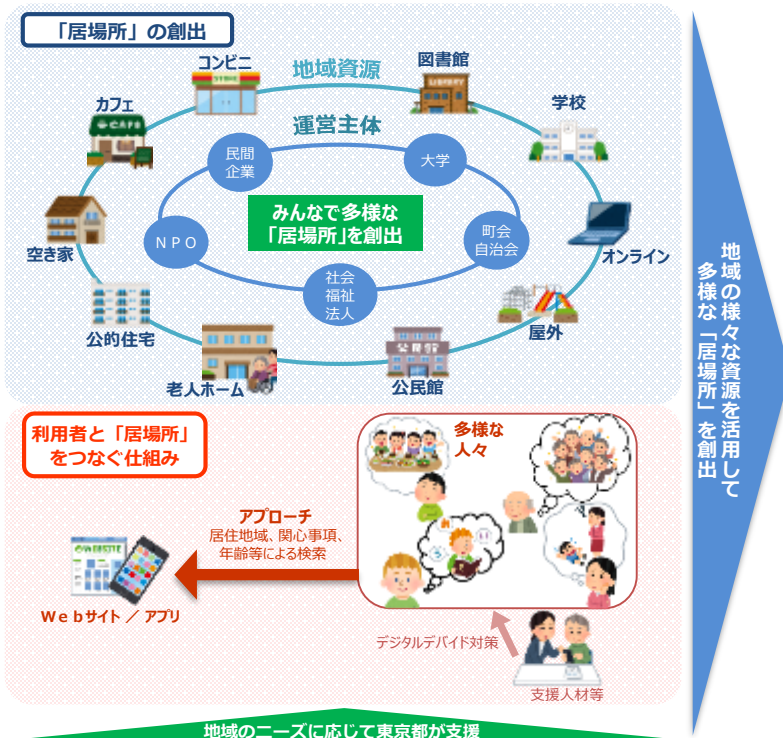 「居場所」の創出
コンビニ
地域資源
図書館
カフェ
学校
STORE
LIBRARY
CAFE
運営主体
民間
企業
大学
みんなで多様な
「居場所」を創出
空き家
NPO
町会
自治会
オンライン
社会
福祉
法人
公的住宅
屋外
公民館
老人ホーム
公民館
地域の様々な資源を活用して
多様な「居場所」を創出
利用者と「居場所」
をつなぐ仕組み
多様な
人々
アプローチ
居住地域、関心事項、
年齢等による検索
WEBSITE
Webサイト / アプリ
デジタルデバイド対策
支援人材等
地域のニーズに応じて東京都が支援